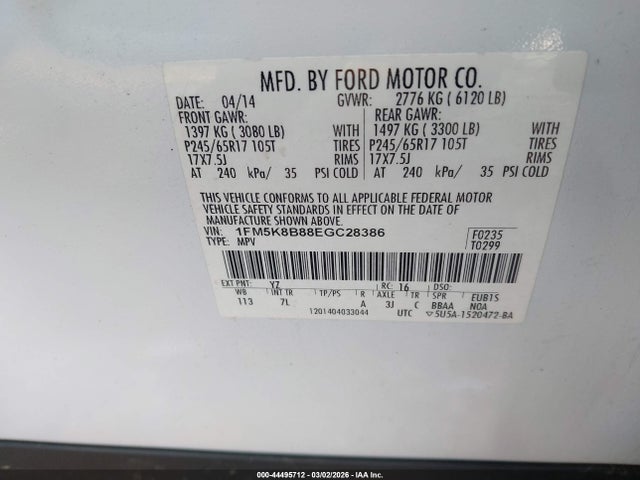 MFD. BY FORD MOTOR CO.
DATE: 04/14 GVWR: 2776 KG ( 6120 LB)
FRONT GAWR: REAR GAWR:
1397 KG ( 3080 LB) WITH 1497 KG ( 3300 LB) WITH
P245/65R17 105T TIRES P245/65R17 105T TIRES
17X7.5J RIMS 17X7.5J RIMS
AT 240 kPa/ 35 PSI COLD AT 240 kPa/ 35 PSI COLD
THIS VEHICLE CONFORMS TO ALL APPLICABLE FEDERAL MOTOR
VEHICLE SAFETY STANDARDS IN EFFECT ON THE DATE OF
MANUFACTURE SHOWN ABOVE.
VIN: 1FM5K8B88EGC28386 F0235
TYPE: MPV T0299
EXT PNT: YZ RC: 16 DSO:
WB INT TR TP/PS R AXLE TR SPR EUB1S
113 7L A 3J C BBAA NOA
1201404033044 UTC ▽5U5A-1520472-BA
000-44495712 - 03/02/2026 - IAA Inc.